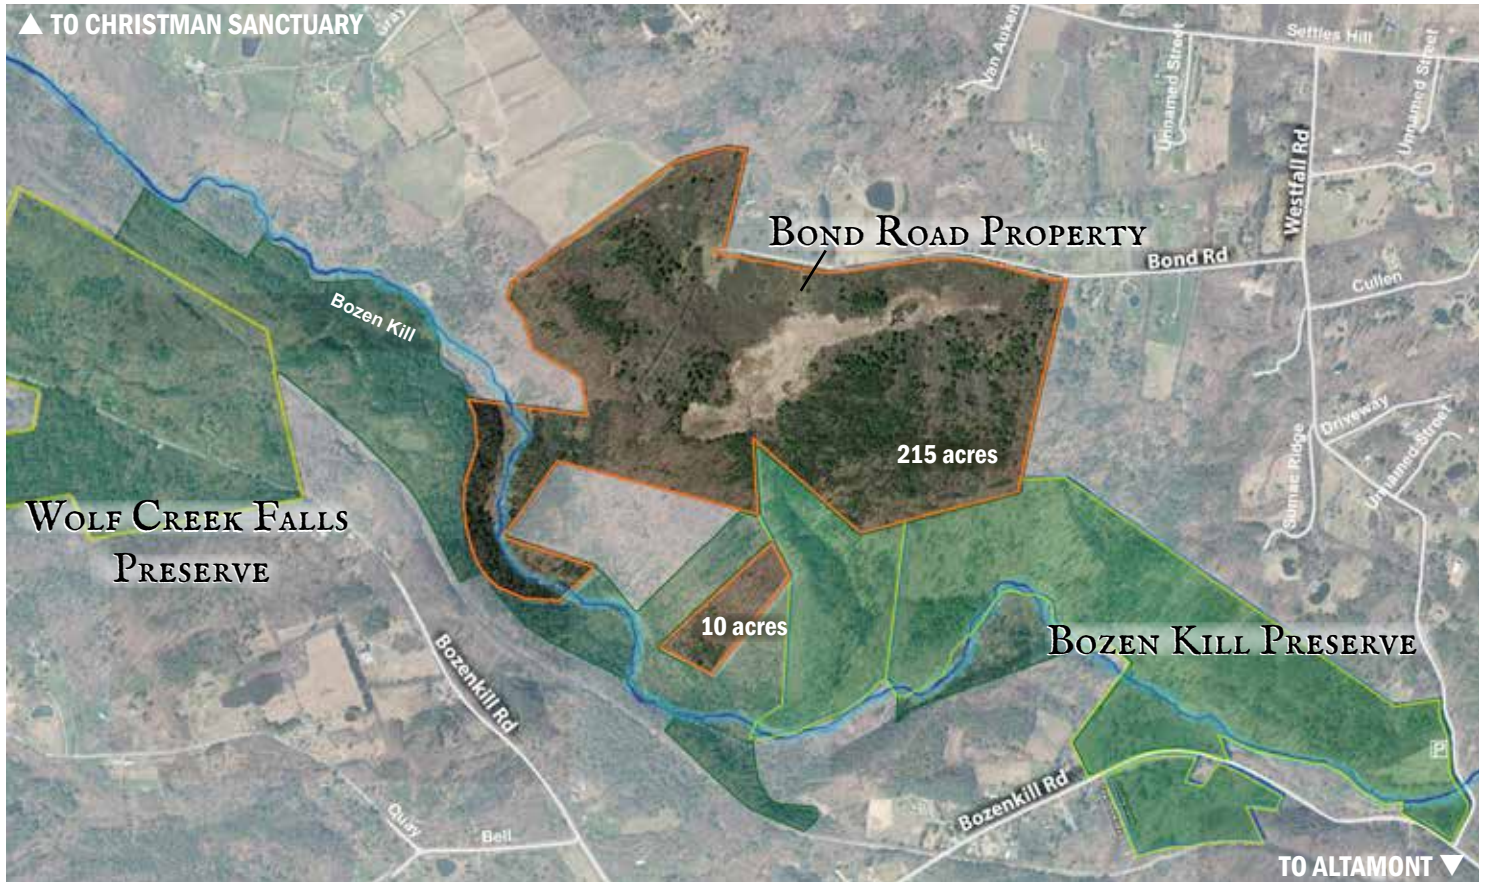 ▲ TO CHRISTMAN SANCTUARY
Gray
Van Auken
Unnamed Street
Settles Hill
Unnamed Street
Westfall Rd
Bond Road Property
Bond Rd
Cullen
Bozen Kill
Driveway
Unnamed Street
Sumac Ridge
215 acres
Wolf Creek Falls
Preserve
10 acres
Bozen Kill Preserve
Bozenkill Rd
P
Bozenkill Rd
Quay
Bell
TO ALTAMONT ▼